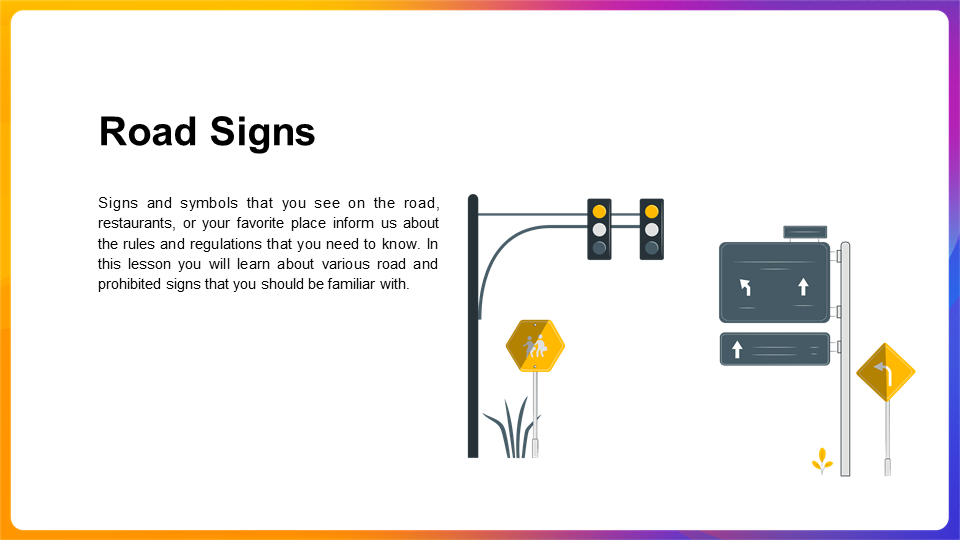 Road Signs
Signs and symbols that you see on the road,
restaurants, or your favorite place inform us about
the rules and regulations that you need to know. In
this lesson you will learn about various road and
prohibited signs that you should be familiar with.